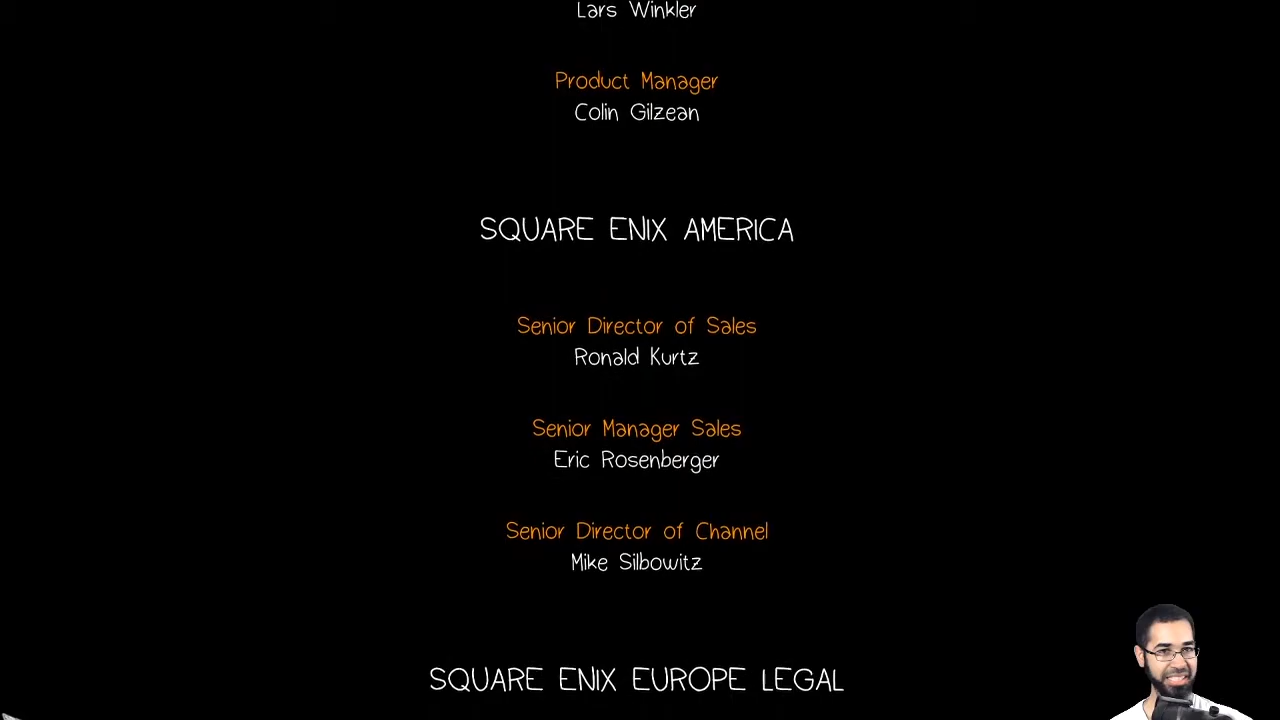 Lars Winkler
Product Manager
Colin Gilzean
SQUARE ENIX AMERICA
Senior Director of Sales
Ronald Kurtz
Senior Manager Sales
Eric Rosenberger
Senior Director of Channel
Mike Silbowitz
SQUARE ENIX EUROPE LEGAL